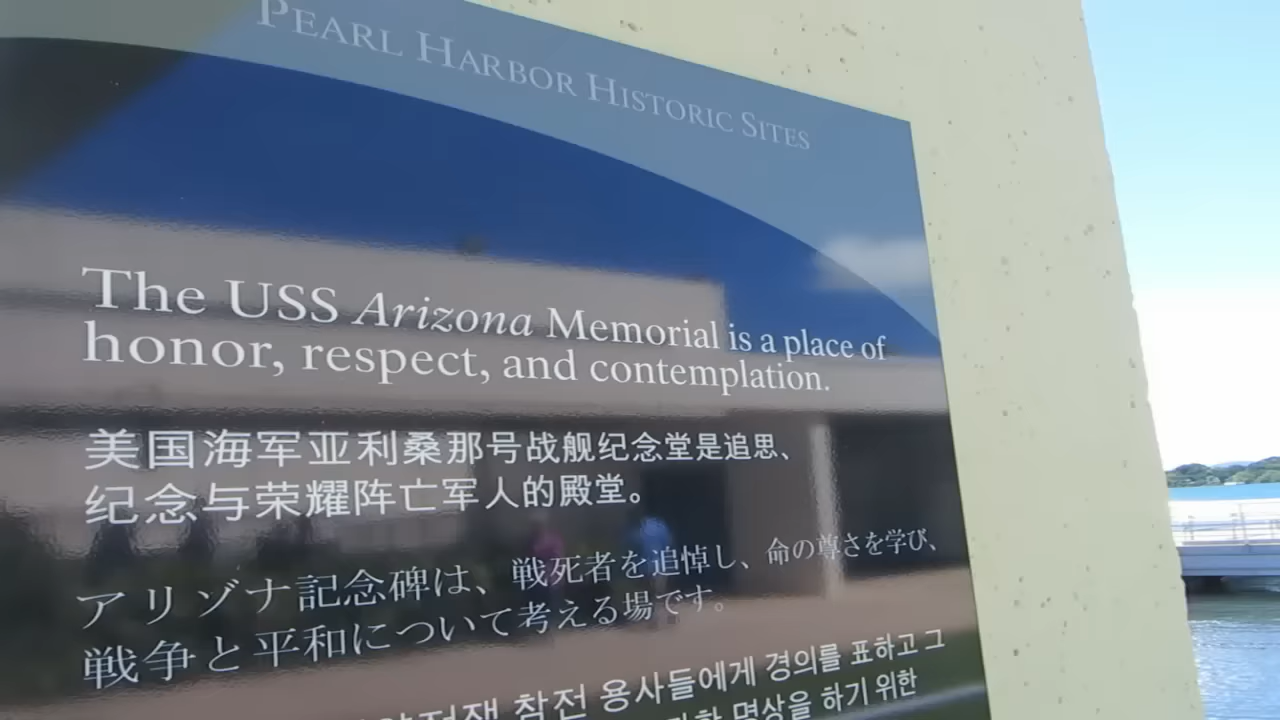 PEARL HARBOR HISTORIC SITES
The USS Arizona Memorial is a place of
honor, respect, and contemplation.
美国海军亚利桑那号战舰纪念堂是追思、
纪念与荣耀阵亡军人的殿堂。
アリゾナ記念碑は、戦死者を追悼し、命の尊さを学び、
戦争と平和について考える場です。
참전 용사들에게 경의를 표하고 그
명상을 하기 위한